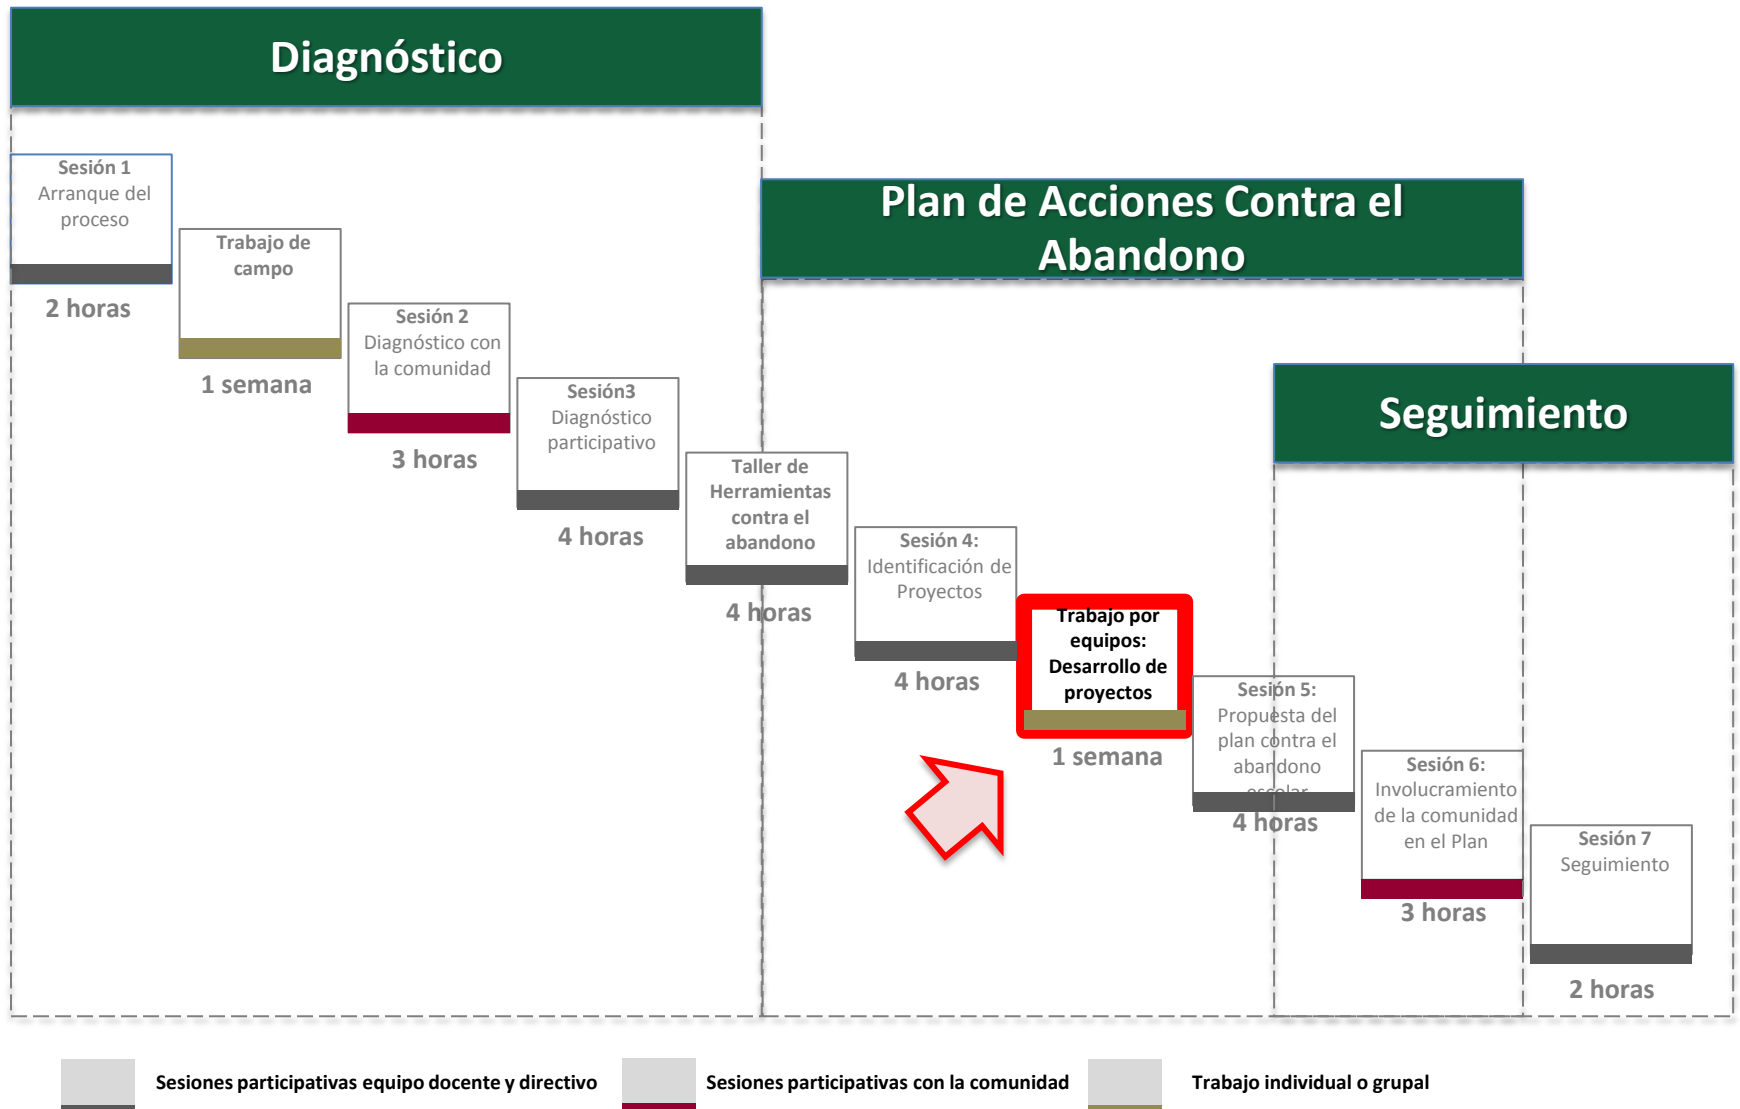 Diagnóstico
Sesión 1
Arranque del
proceso
2 horas
Trabajo de
campo
1 semana
Sesión 2
Diagnóstico con
la comunidad
3 horas
Sesión3
Diagnóstico
participativo
4 horas
Plan de Acciones Contra el
Abandono
Taller de
Herramientas
contra el
abandono
4 horas
Sesión 4:
Identificación de
Proyectos
4 horas
Trabajo por
equipos:
Desarrollo de
proyectos
1 semana
Seguimiento
Sesión 5:
Propuesta del
plan contra el
abandono
escolar
4 horas
Sesión 6:
Involucramiento
de la comunidad
en el Plan
3 horas
Sesión 7
Seguimiento
2 horas
Sesiones participativas equipo docente y directivo
Sesiones participativas con la comunidad
Trabajo individual o grupal